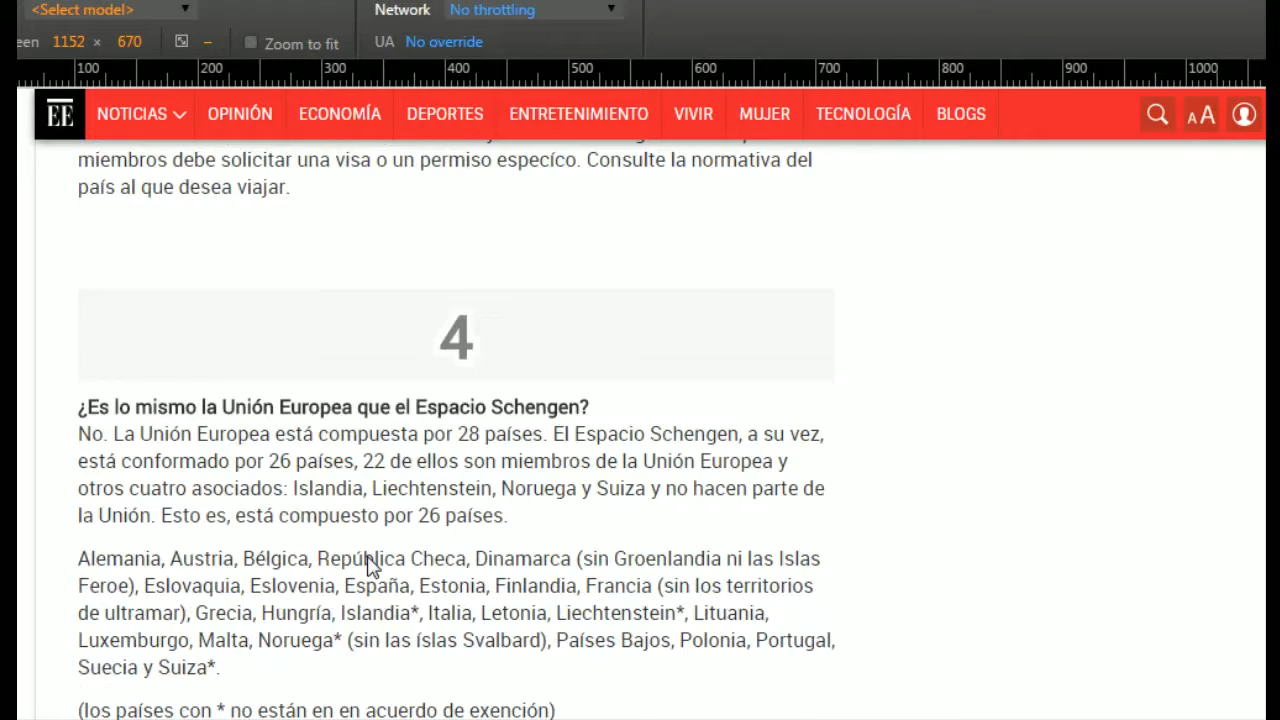 <Select model> Network No throttling
een 1152 × 670 – Zoom to fit UA No override
100 200 300 400 500 600 700 800 900 1000
EE NOTICIAS OPINIÓN ECONOMÍA DEPORTES ENTRETENIMIENTO VIVIR MUJER TECNOLOGÍA BLOGS AA
miembros debe solicitar una visa o un permiso especíco. Consulte la normativa del
país al que desea viajar.
4
¿Es lo mismo la Unión Europea que el Espacio Schengen?
No. La Unión Europea está compuesta por 28 países. El Espacio Schengen, a su vez,
está conformado por 26 países, 22 de ellos son miembros de la Unión Europea y
otros cuatro asociados: Islandia, Liechtenstein, Noruega y Suiza y no hacen parte de
la Unión. Esto es, está compuesto por 26 países.
Alemania, Austria, Bélgica, República Checa, Dinamarca (sin Groenlandia ni las Islas
Feroe), Eslovaquia, Eslovenia, España, Estonia, Finlandia, Francia (sin los territorios
de ultramar), Grecia, Hungría, Islandia*, Italia, Letonia, Liechtenstein*, Lituania,
Luxemburgo, Malta, Noruega* (sin las íslas Svalbard), Países Bajos, Polonia, Portugal,
Suecia y Suiza*.
(los países con * no están en en acuerdo de exención)